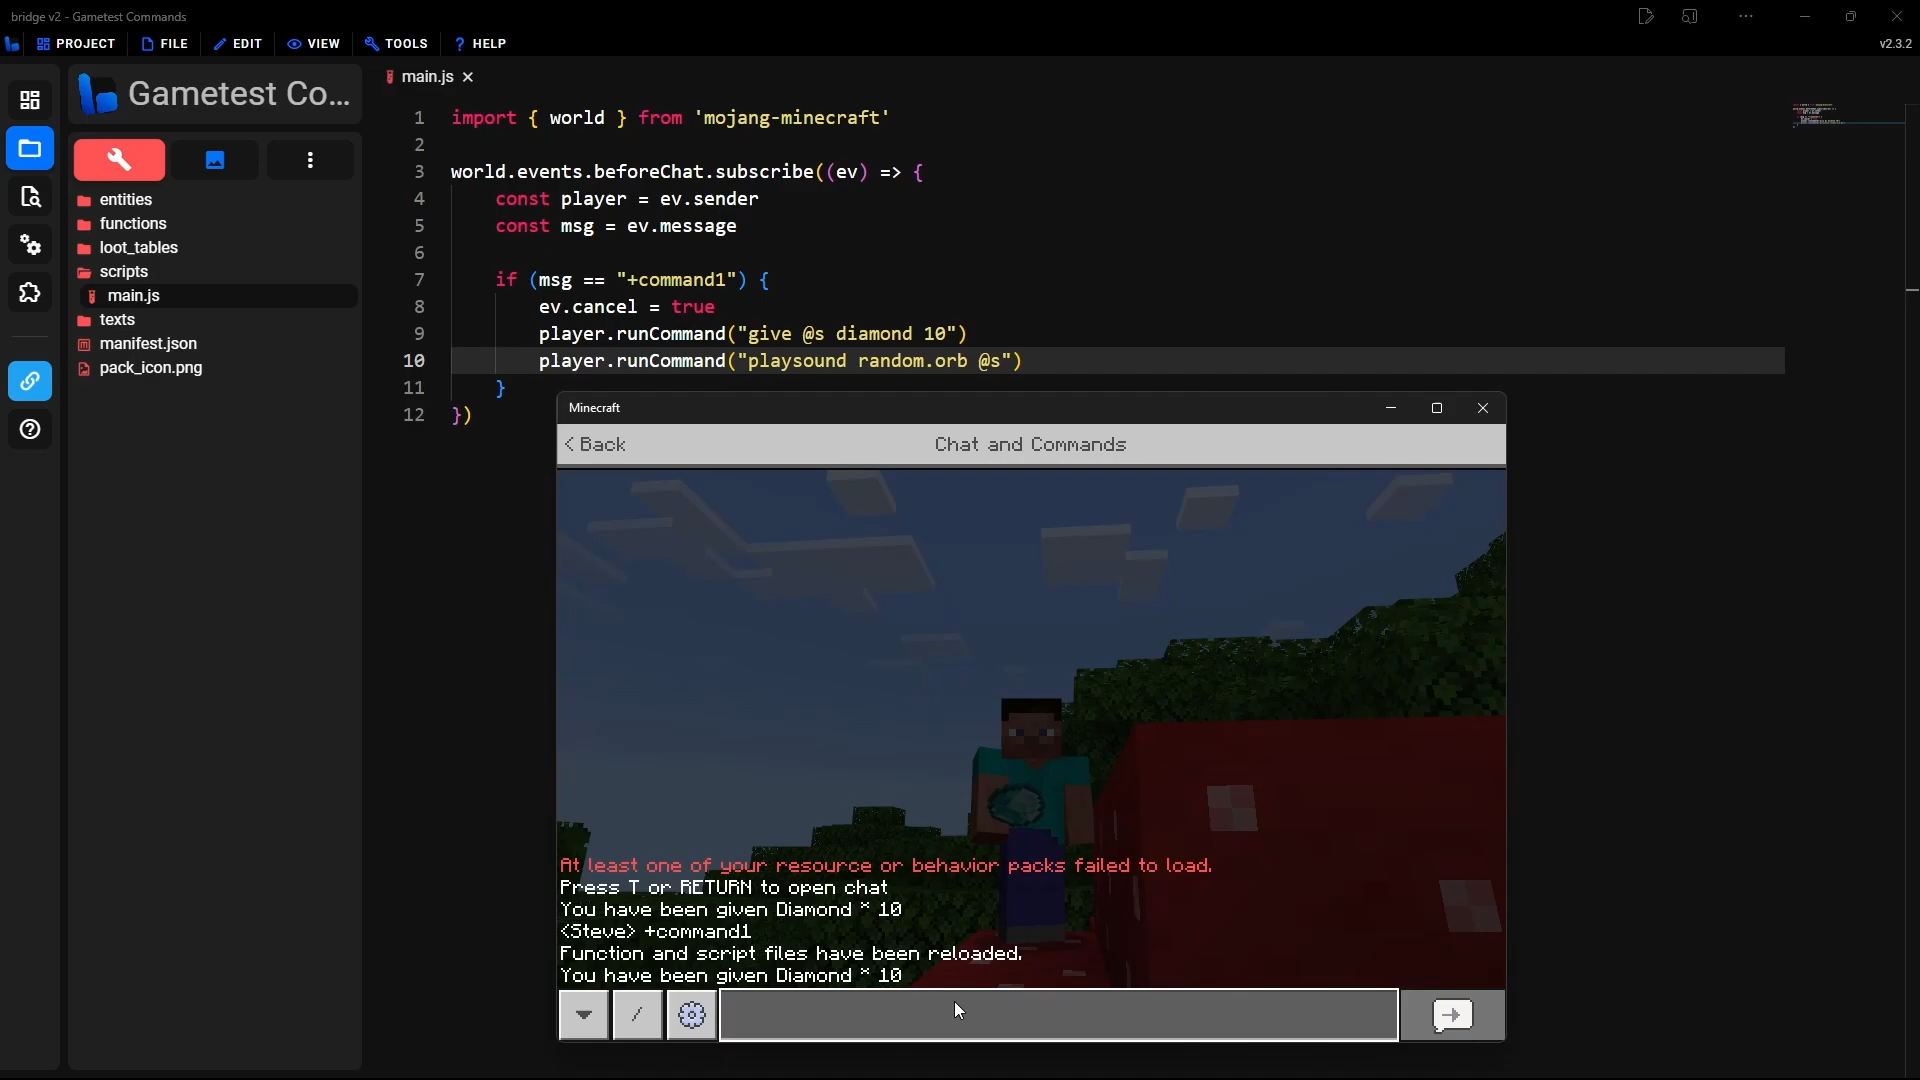 bridge v2 - Gametest Commands
PROJECT FILE EDIT VIEW TOOLS ? HELP
v2.3.2
Gametest Co...
entities
functions
loot_tables
scripts
main.js
texts
manifest.json
pack_icon.png
main.js
1 import { world } from 'mojang-minecraft'
2
3 world.events.beforeChat.subscribe((ev) => {
4 const player = ev.sender
5 const msg = ev.message
6
7 if (msg == "+command1") {
8 ev.cancel = true
9 player.runCommand("give @s diamond 10")
10 player.runCommand("playsound random.orb @s")
11 }
12 })
Minecraft
< Back
Chat and Commands
At least one of your resource or behavior packs failed to load.
Press T or RETURN to open chat
You have been given Diamond * 10
<Steve> +command1
Function and script files have been reloaded.
You have been given Diamond * 10
/